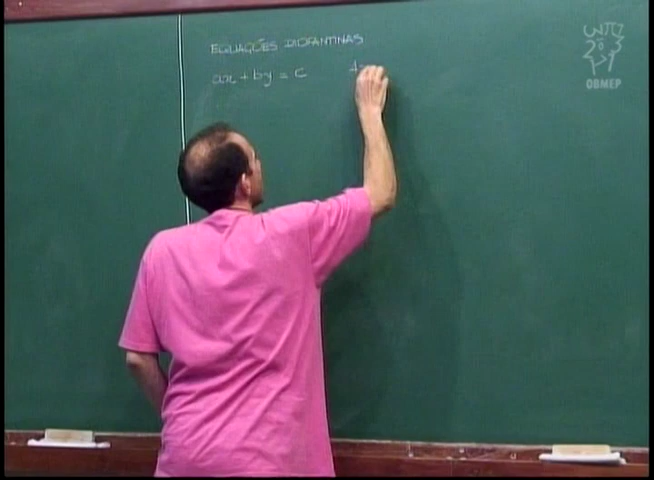 EQUAÇÕES DIOFANTINAS
ax + by = c
OBMEP